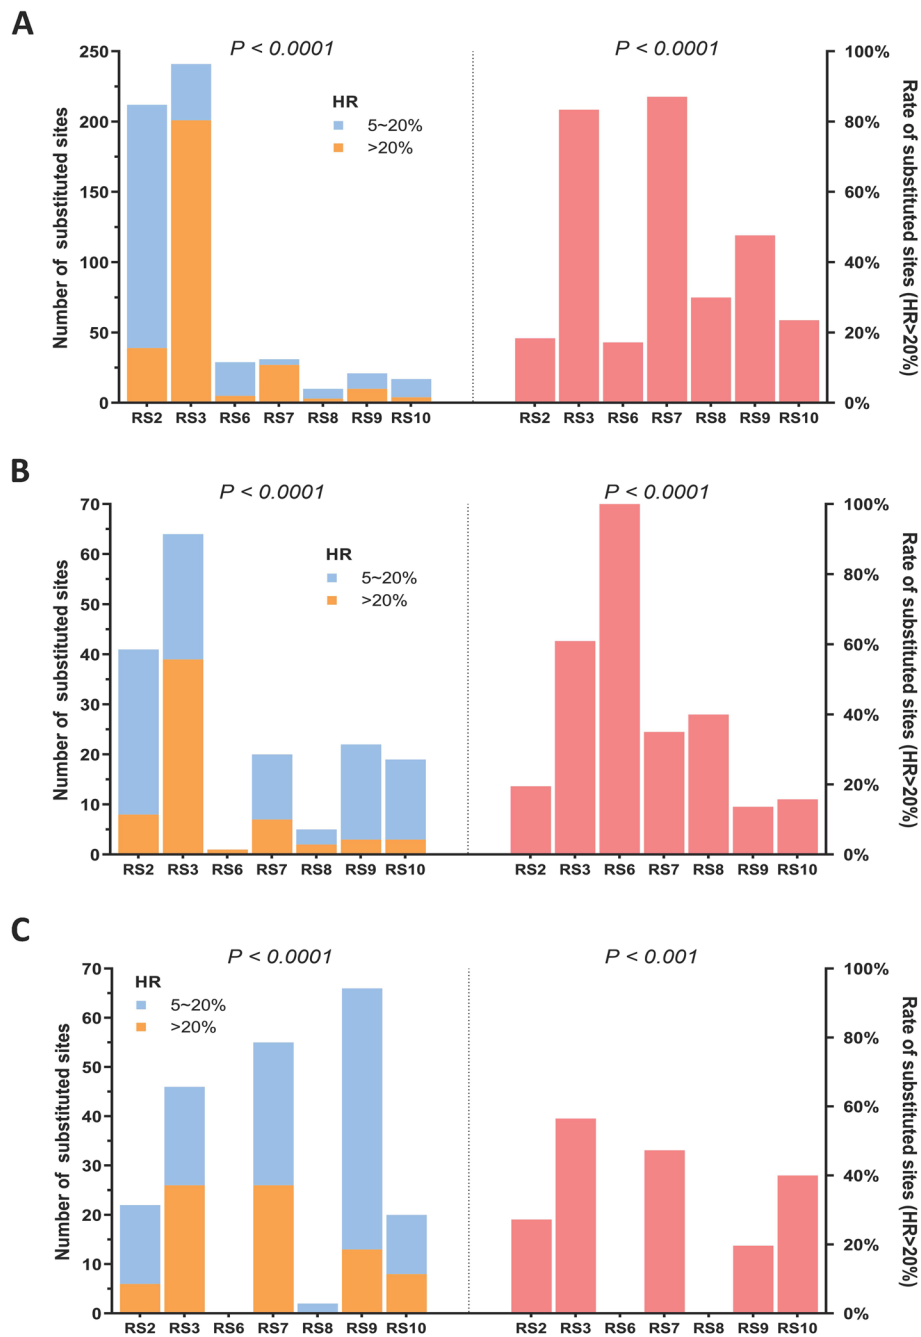 A
P < 0.0001
P < 0.0001
Number of substituted sites
250
200
150
100
50
0
HR
5~20%
>20%
RS2 RS3 RS6 RS7 RS8 RS9 RS10
RS2 RS3 RS6 RS7 RS8 RS9 RS10
100%
80%
60%
40%
20%
0%
Rate of substituted sites (HR>20%)
B
P < 0.0001
P < 0.0001
Number of substituted sites
70
60
50
40
30
20
10
0
HR
5~20%
>20%
RS2 RS3 RS6 RS7 RS8 RS9 RS10
RS2 RS3 RS6 RS7 RS8 RS9 RS10
100%
80%
60%
40%
20%
0%
Rate of substituted sites (HR>20%)
C
P < 0.0001
P < 0.001
Number of substituted sites
70
60
50
40
30
20
10
0
HR
5~20%
>20%
RS2 RS3 RS6 RS7 RS8 RS9 RS10
RS2 RS3 RS6 RS7 RS8 RS9 RS10
100%
80%
60%
40%
20%
0%
Rate of substituted sites (HR>20%)